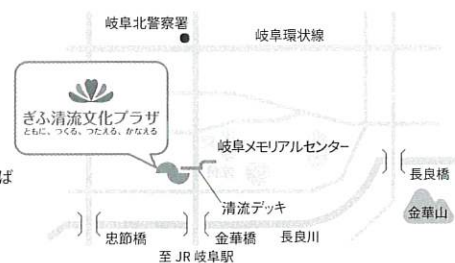 岐阜北警察署
岐阜環状線
ぎふ清流文化プラザ
ともに、つくる、つたえる、かなえる
岐阜メモリアルセンター
ば
長良橋
清流デッキ
金華山
忠節橋
金華橋
長良川
至 JR 岐阜駅